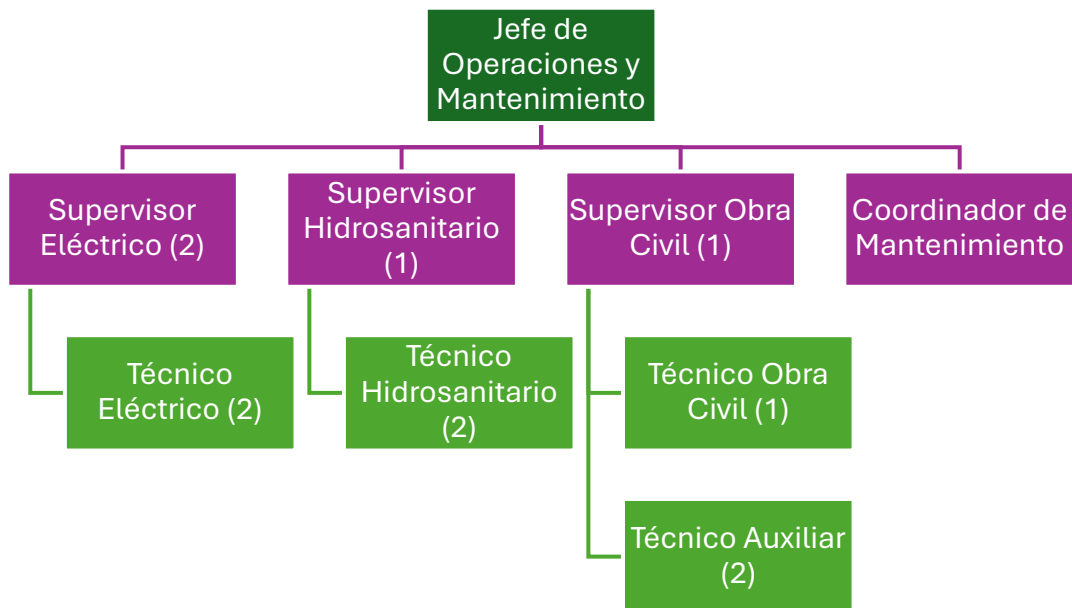 Jefe de
Operaciones y
Mantenimiento
Supervisor
Eléctrico (2)
Supervisor
Hidrosanitario
(1)
Supervisor Obra
Civil (1)
Coordinador de
Mantenimiento
Técnico
Eléctrico (2)
Técnico
Hidrosanitario
(2)
Técnico Obra
Civil (1)
Técnico Auxiliar
(2)